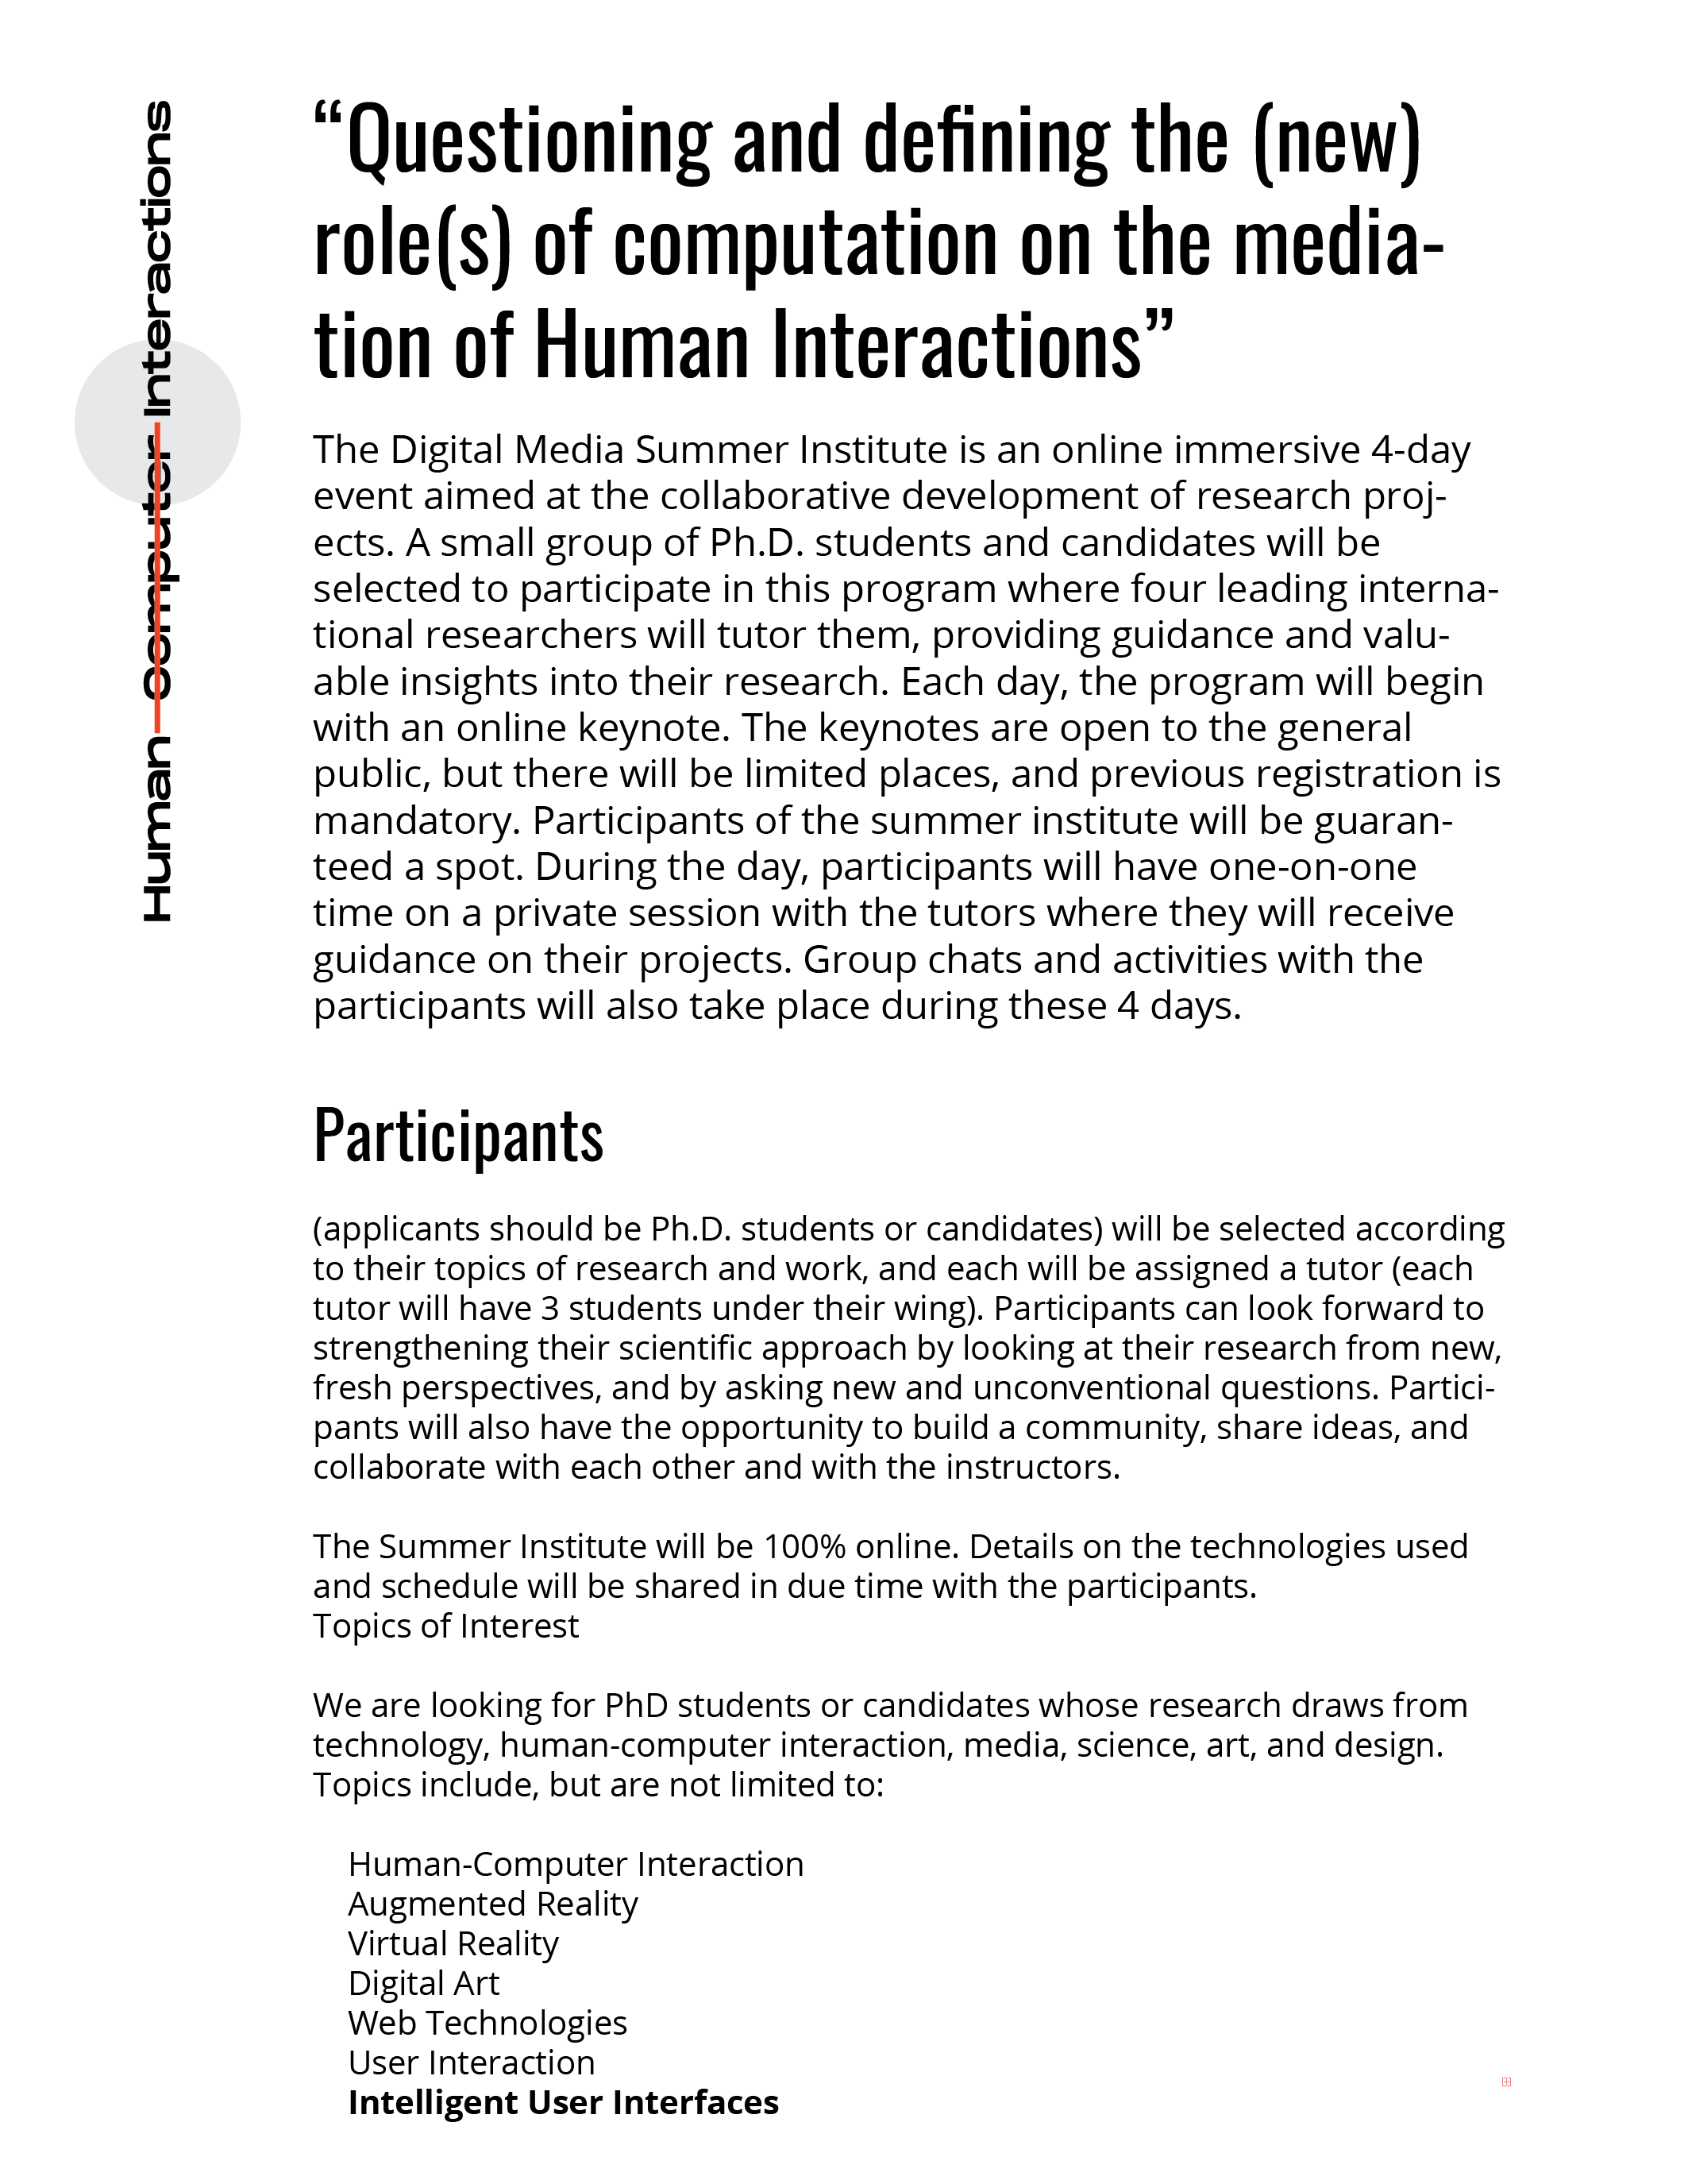 Human Computer Interactions
“Questioning and defining the (new)
role(s) of computation on the media-
tion of Human Interactions”
The Digital Media Summer Institute is an online immersive 4-day
event aimed at the collaborative development of research proj-
ects. A small group of Ph.D. students and candidates will be
selected to participate in this program where four leading interna-
tional researchers will tutor them, providing guidance and valu-
able insights into their research. Each day, the program will begin
with an online keynote. The keynotes are open to the general
public, but there will be limited places, and previous registration is
mandatory. Participants of the summer institute will be guaran-
teed a spot. During the day, participants will have one-on-one
time on a private session with the tutors where they will receive
guidance on their projects. Group chats and activities with the
participants will also take place during these 4 days.
Participants
(applicants should be Ph.D. students or candidates) will be selected according
to their topics of research and work, and each will be assigned a tutor (each
tutor will have 3 students under their wing). Participants can look forward to
strengthening their scientific approach by looking at their research from new,
fresh perspectives, and by asking new and unconventional questions. Partici-
pants will also have the opportunity to build a community, share ideas, and
collaborate with each other and with the instructors.
The Summer Institute will be 100% online. Details on the technologies used
and schedule will be shared in due time with the participants.
Topics of Interest
We are looking for PhD students or candidates whose research draws from
technology, human-computer interaction, media, science, art, and design.
Topics include, but are not limited to:
Human-Computer Interaction
Augmented Reality
Virtual Reality
Digital Art
Web Technologies
User Interaction
Intelligent User Interfaces